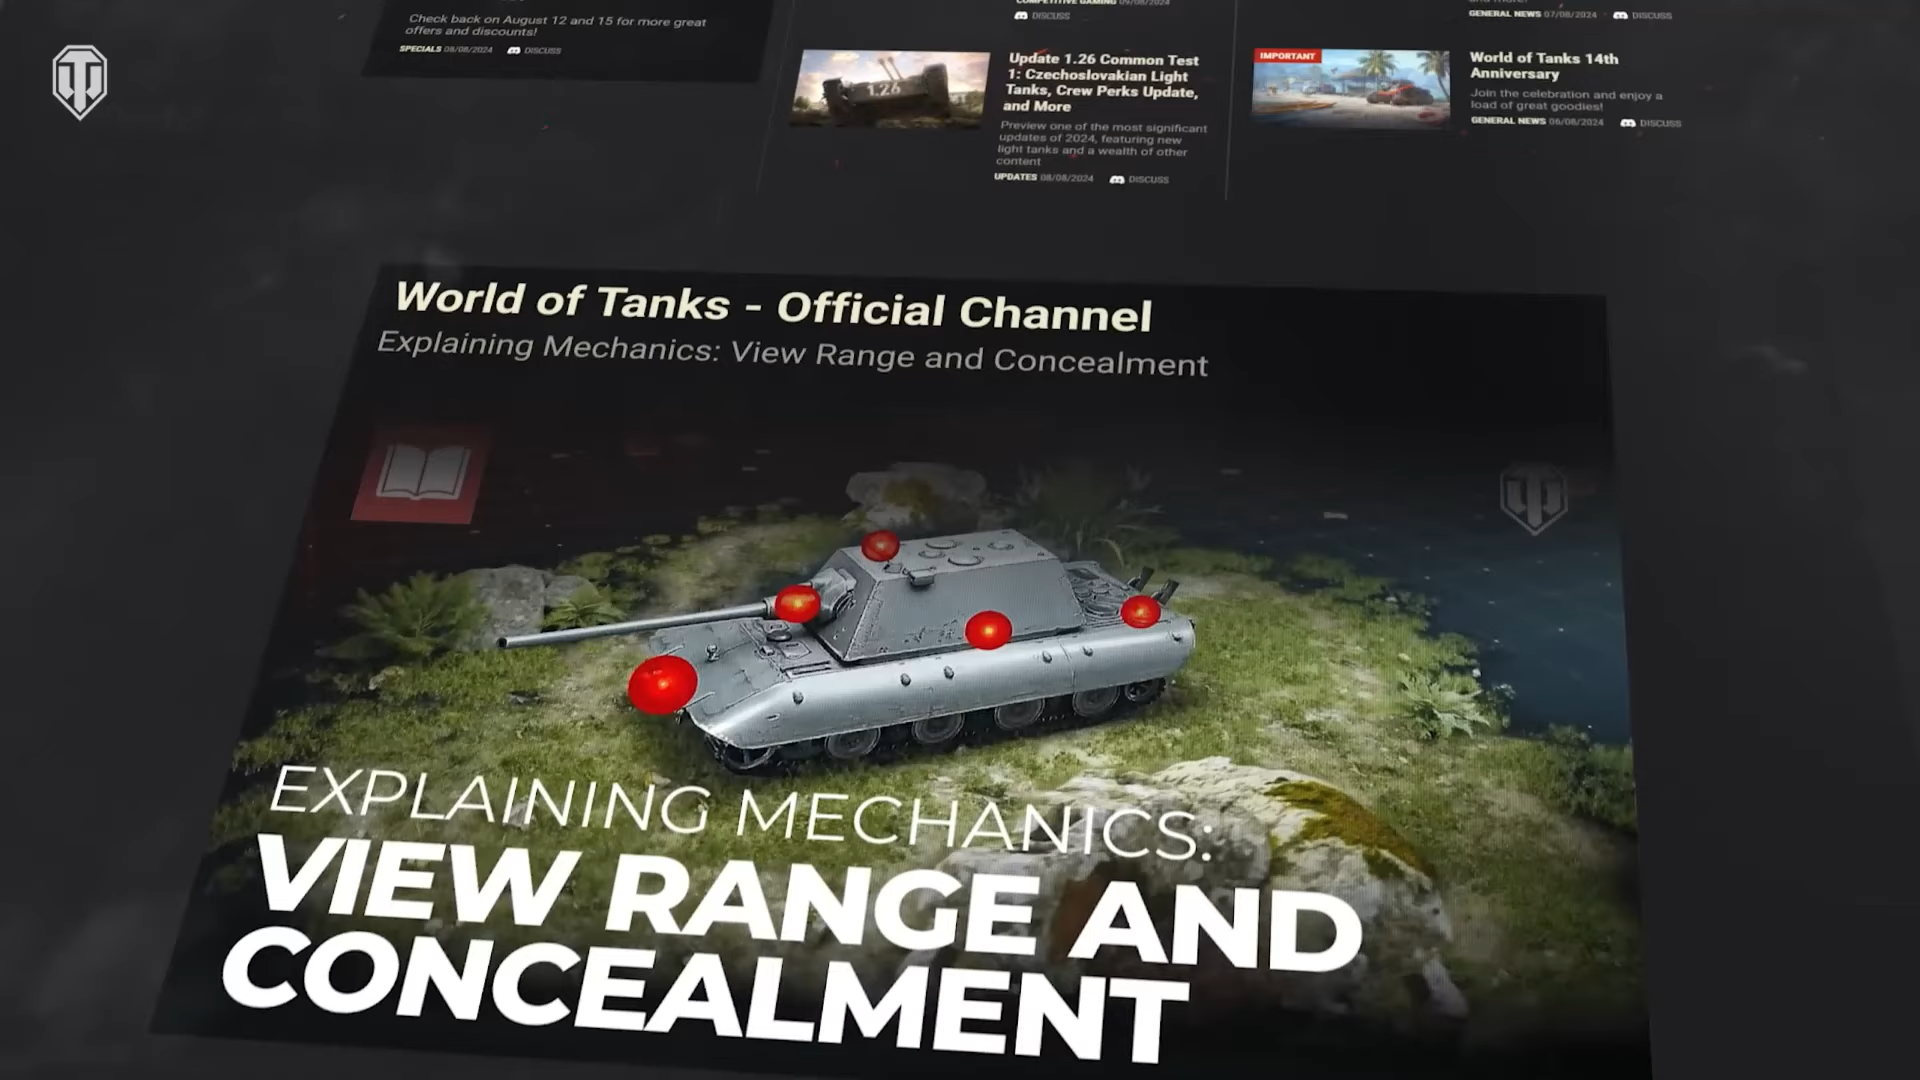 Check back on August 12 and 15 for more great
offers and discounts!
SPECIALS 08/08/2024 DISCUSS
COMPETITIVE GAMING 09/08/2024
DISCUSS
Update 1.26 Common Test
1: Czechoslovakian Light
Tanks, Crew Perks Update,
and More
Preview one of the most significant
updates of 2024, featuring new
light tanks and a wealth of other
content
UPDATES 08/08/2024 DISCUSS
1.26
GENERAL NEWS 07/08/2024 DISCUSS
IMPORTANT
World of Tanks 14th
Anniversary
Join the celebration and enjoy a
load of great goodies!
GENERAL NEWS 06/08/2024 DISCUSS
World of Tanks - Official Channel
Explaining Mechanics: View Range and Concealment
EXPLAINING MECHANICS:
VIEW RANGE AND
CONCEALMENT